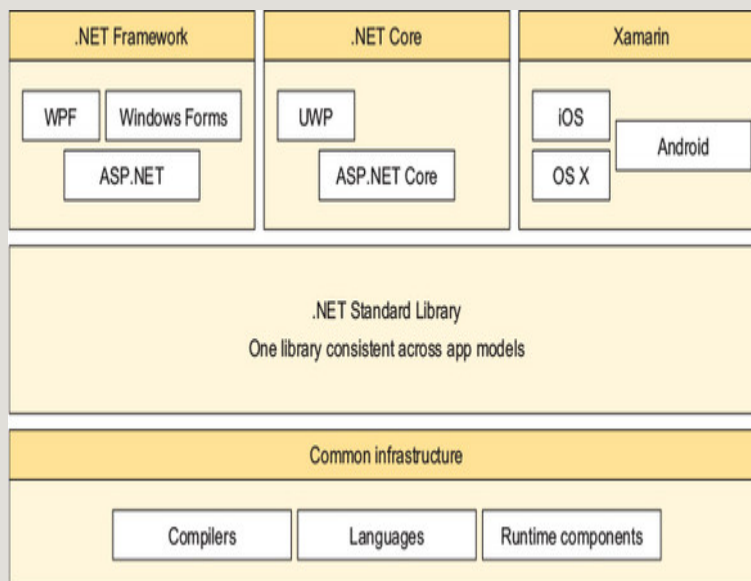 .NET Framework
.NET Core
Xamarin
WPF
Windows Forms
ASP.NET
UWP
ASP.NET Core
iOS
Android
OS X
.NET Standard Library
One library consistent across app models
Common infrastructure
Compilers
Languages
Runtime components